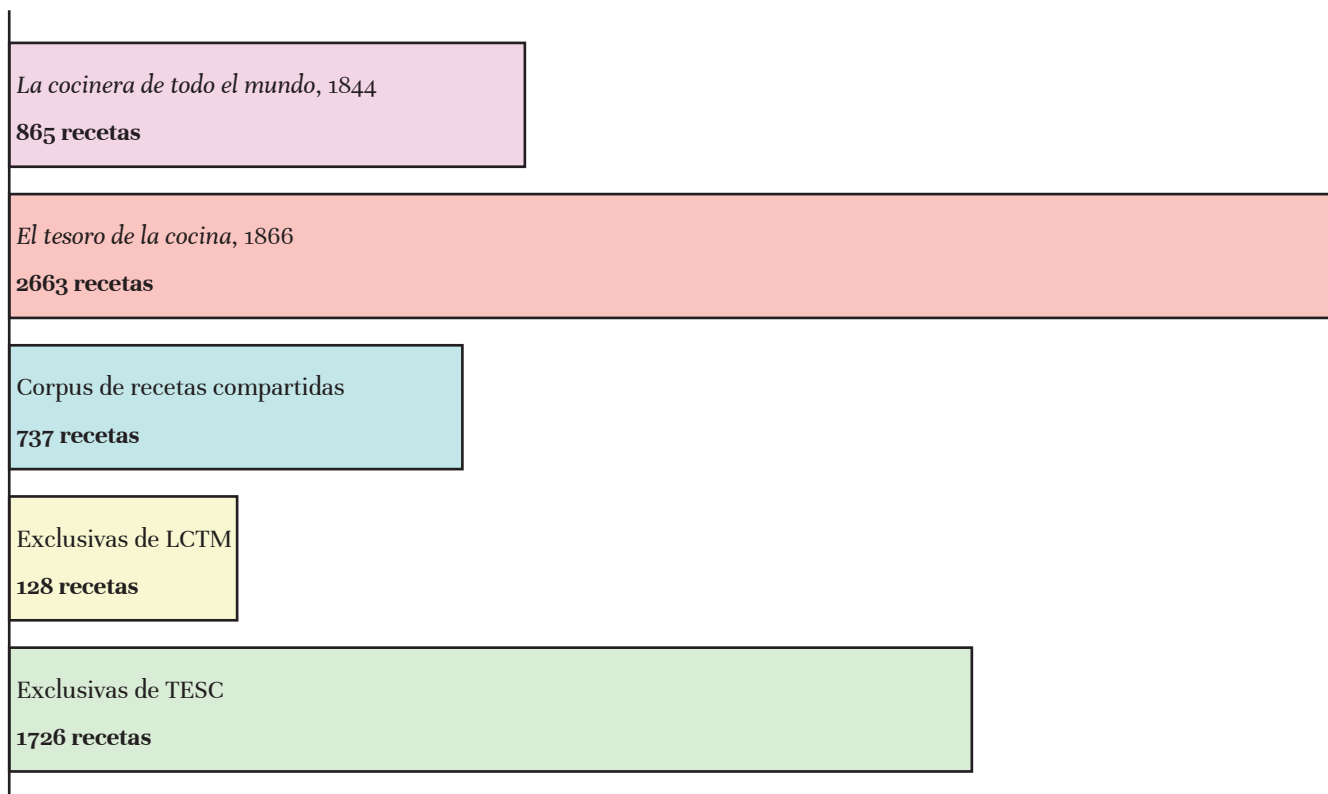 La cocinera de todo el mundo, 1844
865 recetas
El tesoro de la cocina, 1866
2663 recetas
Corpus de recetas compartidas
737 recetas
Exclusivas de LCTM
128 recetas
Exclusivas de TESC
1726 recetas